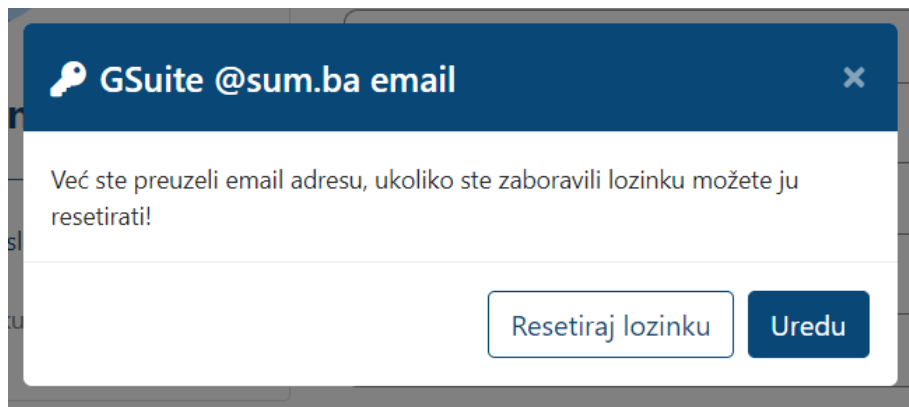 GSuite @sum.ba email
Već ste preuzeli email adresu, ukoliko ste zaboravili lozinku možete ju
resetirati!
Resetiraj lozinku
Uredu